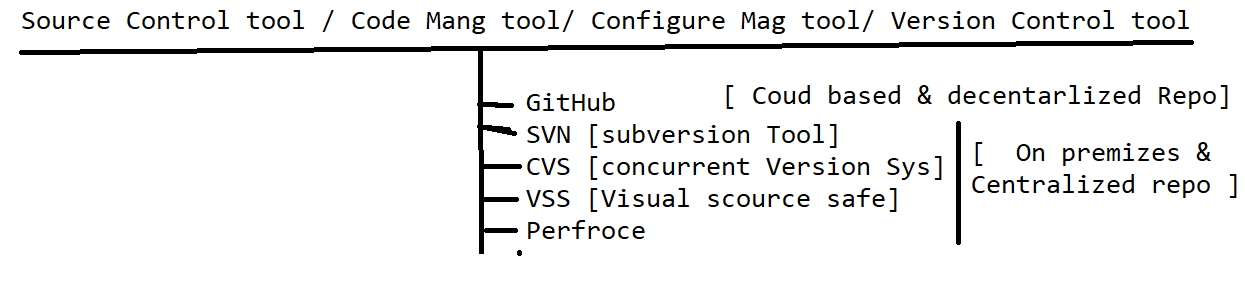 Source Control tool / Code Mang tool/ Configure Mag tool/ Version Control tool
GitHub [ Coud based & decentarlized Repo]
SVN [subversion Tool]
CVS [concurrent Version Sys]
VSS [Visual scource safe]
Perfroce
[ On premizes &
Centralized repo ]